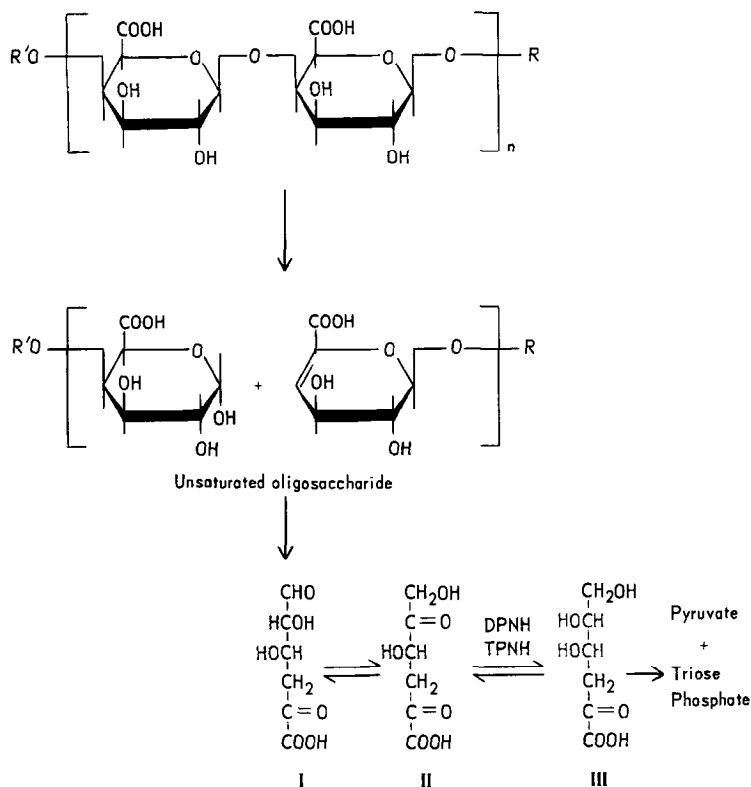 COOH COOH
R'O O O O O R
OH OH
OH OH n
COOH COOH
R'O O O O R
OH + OH
OH
OH OH
Unsaturated oligosaccharide
CHO CH2OH CH2OH
HCOH C=O DPNH HOCH Pyruvate
HOCH HOCH TPNH HOCH +
CH2 CH2 CH2 Triose
C=O C=O C=O Phosphate
COOH COOH COOH
I II III